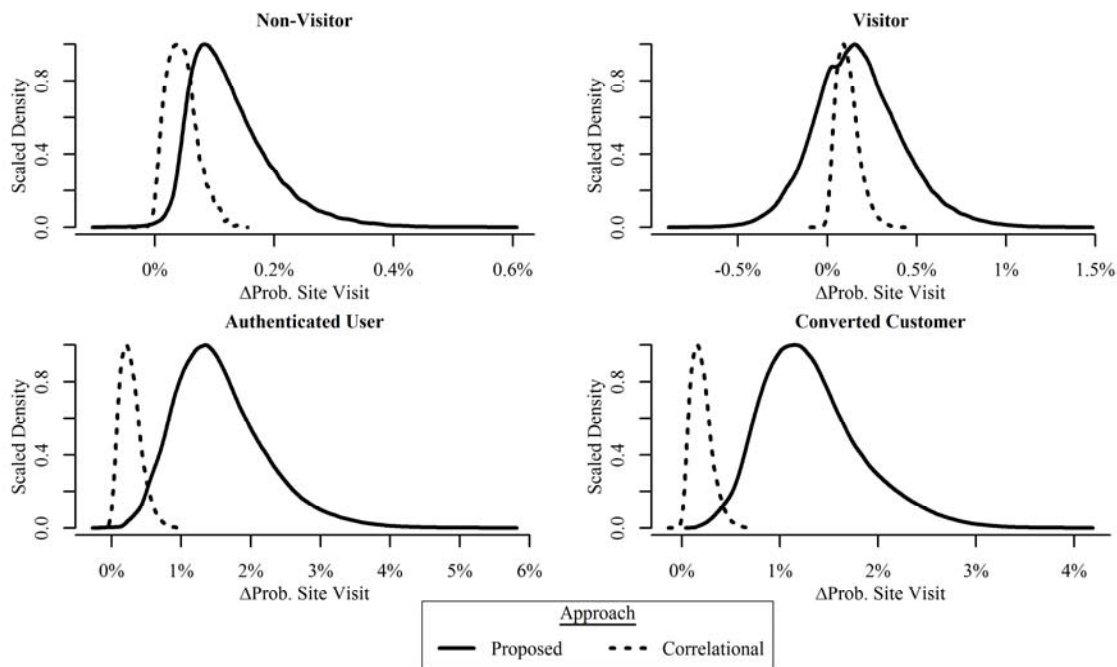 Non-Visitor
Scaled Density
0.0 0.4 0.8
0% 0.2% 0.4% 0.6%
ΔProb. Site Visit
Visitor
Scaled Density
0.0 0.4 0.8
-0.5% 0% 0.5% 1% 1.5%
ΔProb. Site Visit
Authenticated User
Scaled Density
0.0 0.4 0.8
0% 1% 2% 3% 4% 5% 6%
ΔProb. Site Visit
Converted Customer
Scaled Density
0.0 0.4 0.8
0% 1% 2% 3% 4%
ΔProb. Site Visit
Approach
Proposed Correlational